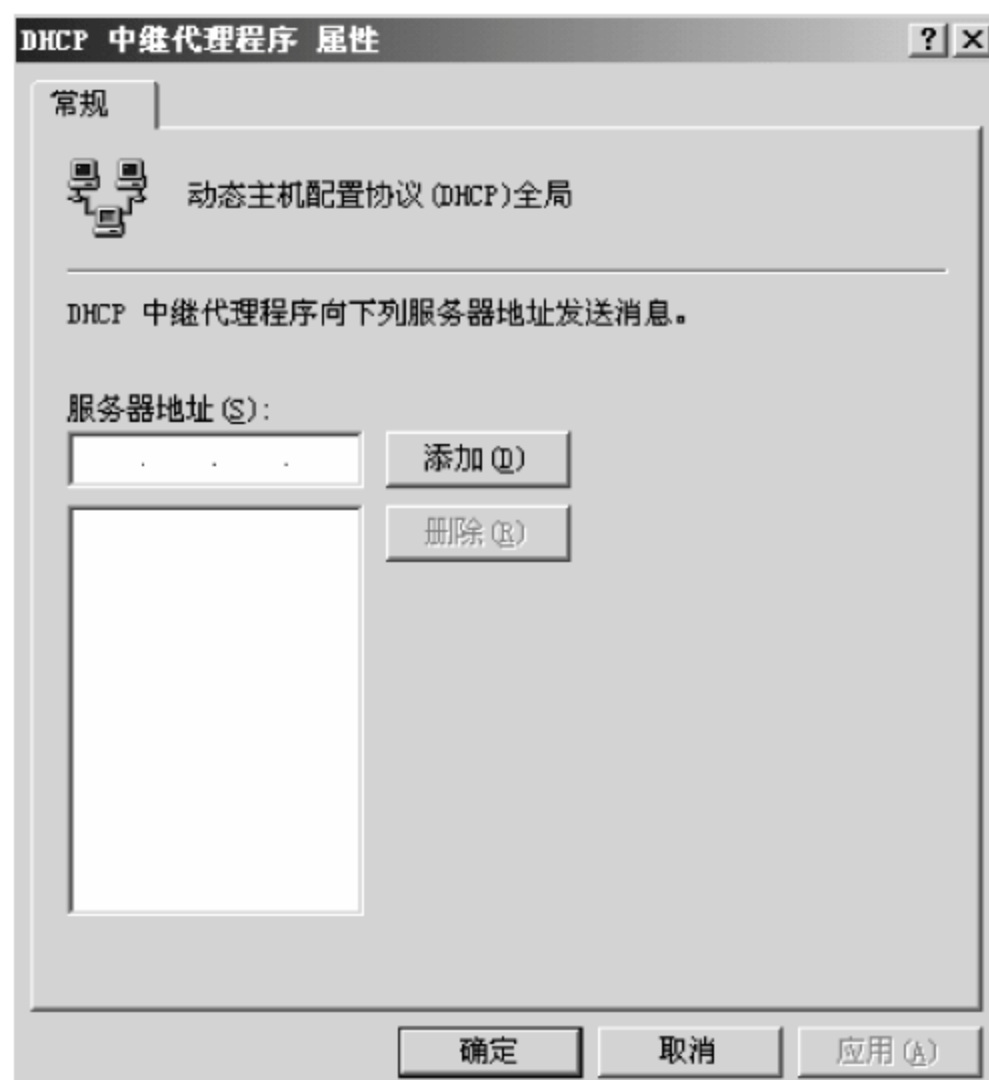 DHCP 中继代理程序 属性
常规
动态主机配置协议(DHCP)全局
DHCP 中继代理程序向下列服务器地址发送消息。
服务器地址(S):
. . .
添加(D)
删除(R)
确定 取消 应用(A)